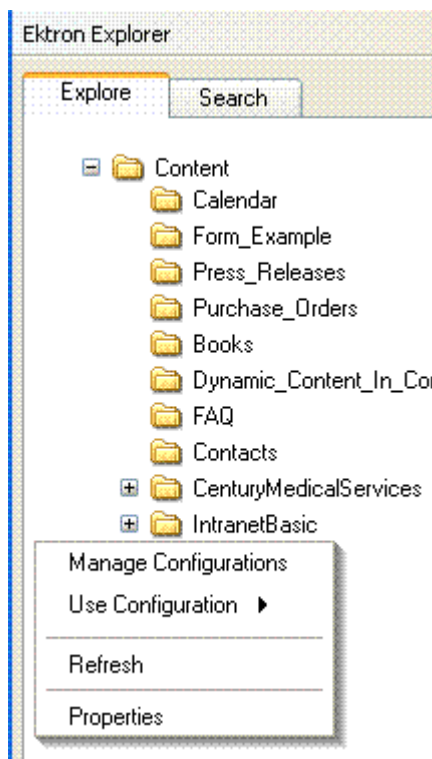 Ektron Explorer
Explore Search
Content
Calendar
Form_Example
Press_Releases
Purchase_Orders
Books
Dynamic_Content_In_Co
FAQ
Contacts
CenturyMedicalServices
IntranetBasic
Manage Configurations
Use Configuration
Refresh
Properties